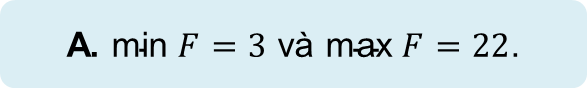 A. min F = 3 và max F = 22.